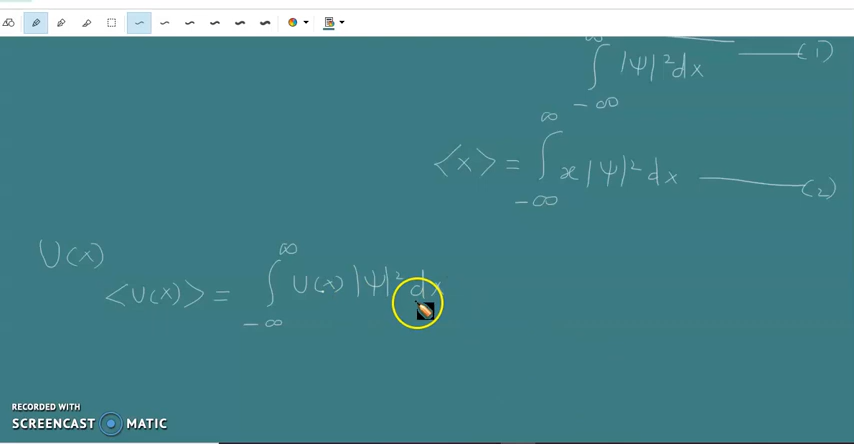 ∞
∫ |Ψ|² dx —— (1)
-∞
∞
<x> = ∫ x |Ψ|² dx —— (2)
-∞
U(x)
∞
<U(x)> = ∫ U(x) |Ψ|² dx
-∞
RECORDED WITH
SCREENCAST MATIC